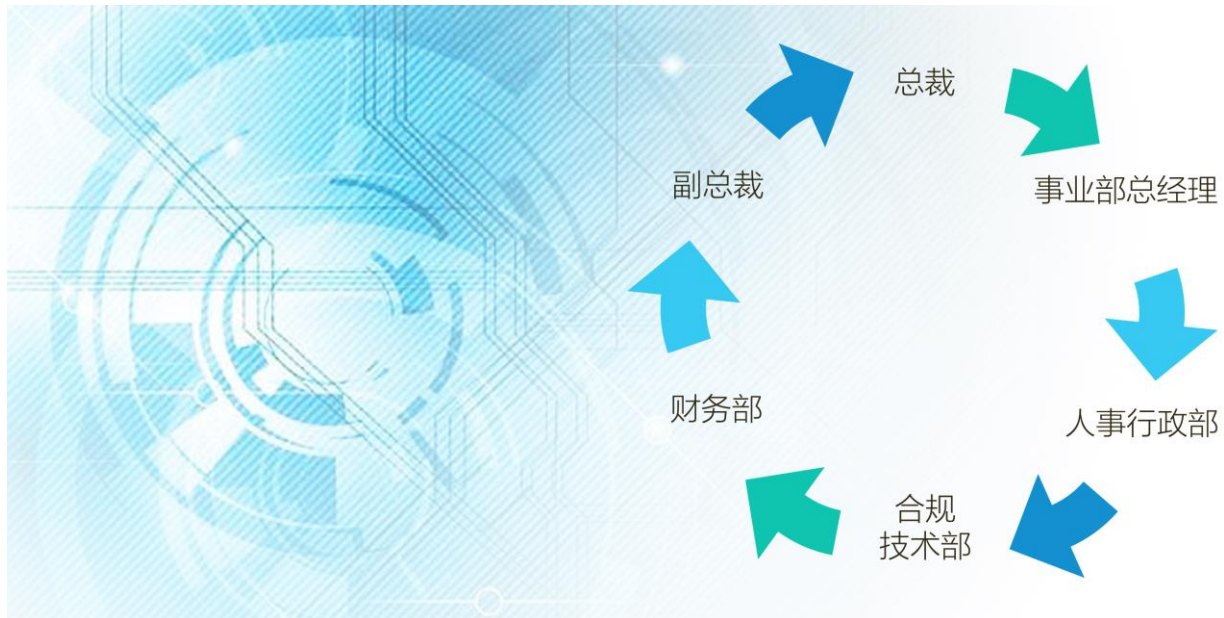 总裁
事业部总经理
人事行政部
合规
技术部
财务部
副总裁